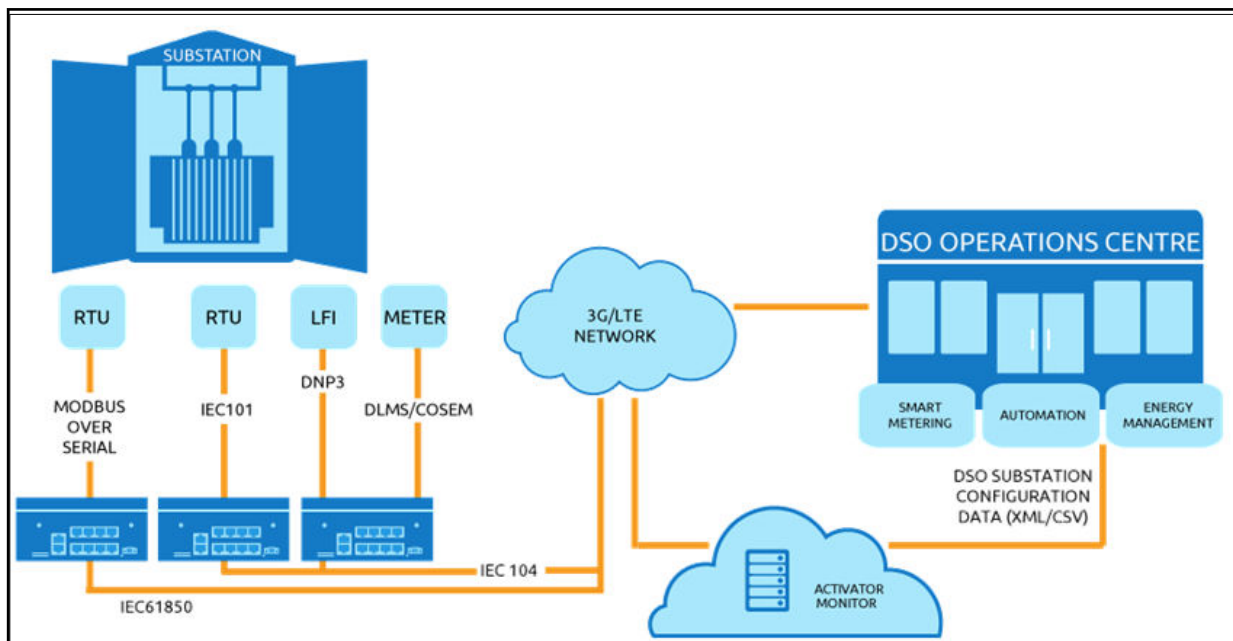 SUBSTATION
RTU
RTU
LFI
METER
MODBUS
OVER
SERIAL
IEC101
DNP3
DLMS/COSEM
IEC 104
IEC61850
3G/LTE
NETWORK
DSO OPERATIONS CENTRE
SMART
METERING
AUTOMATION
ENERGY
MANAGEMENT
DSO SUBSTATION
CONFIGURATION
DATA (XML/CSV)
ACTIVATOR
MONITOR